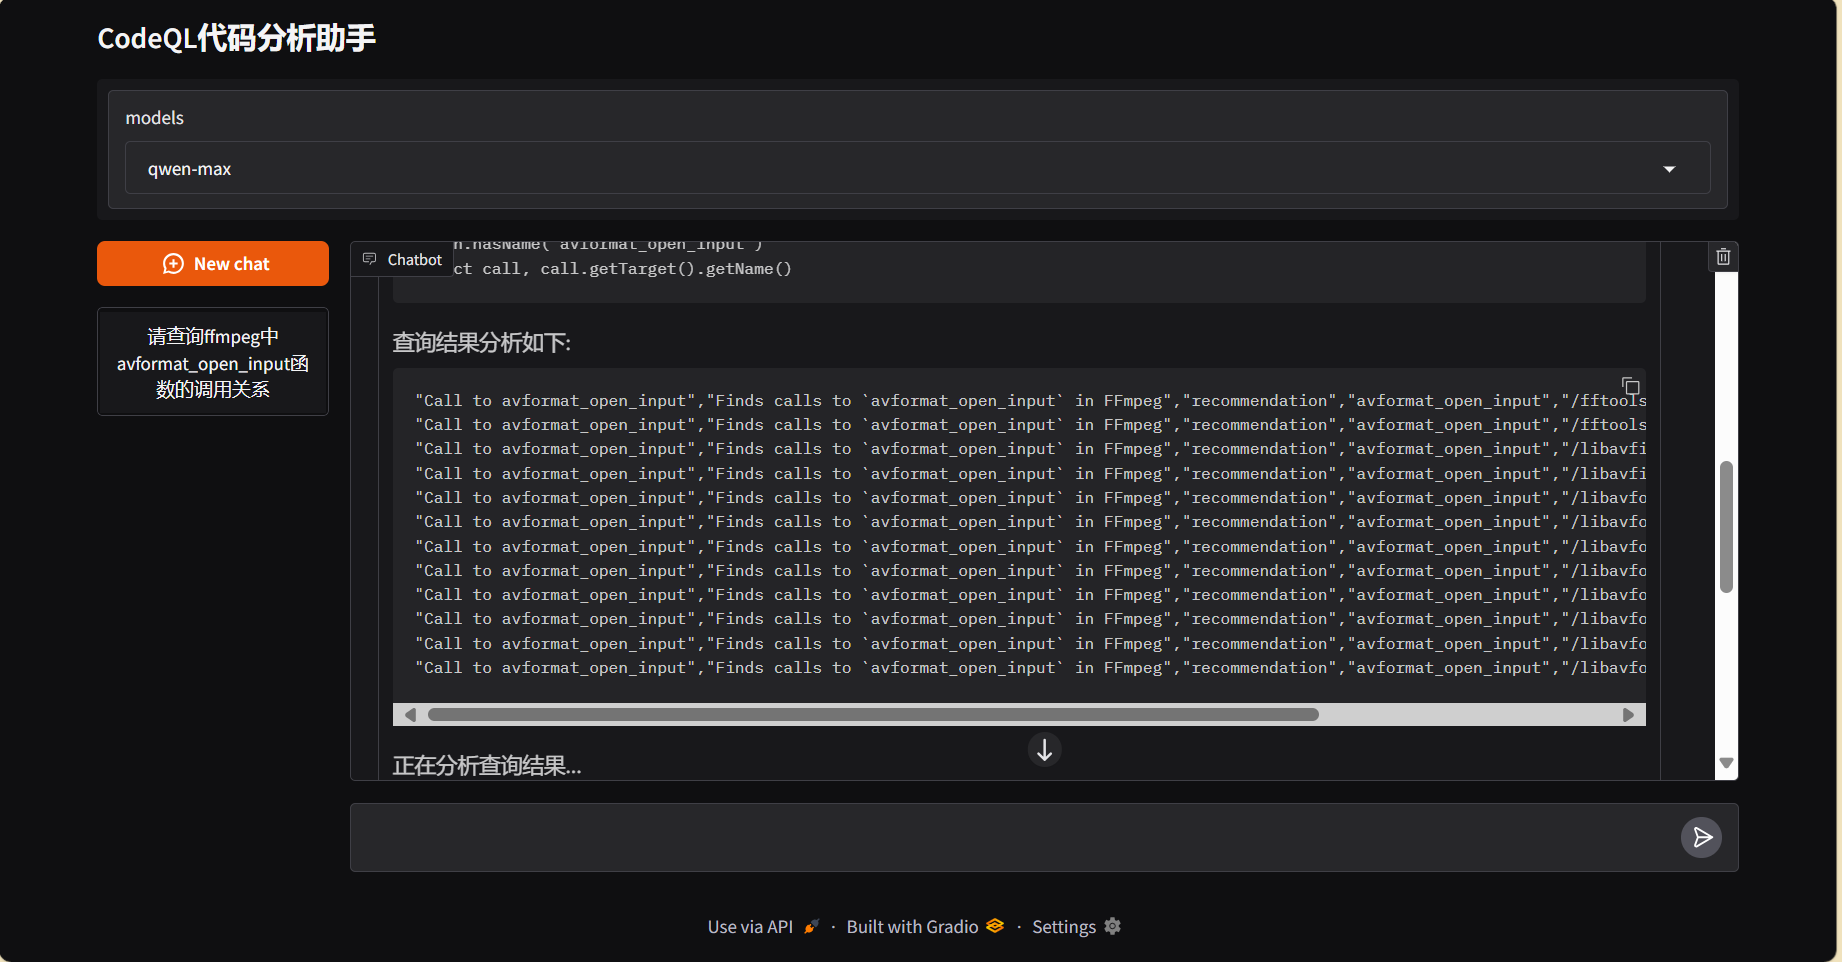 CodeQL代码分析助手
models
qwen-max
New chat
请查询ffmpeg中
avformat_open_input函
数的调用关系
Chatbot
n.hasName("avformat_open_input")
ct call, call.getTarget().getName()
查询结果分析如下:
"Call to avformat_open_input","Finds calls to `avformat_open_input` in FFmpeg","recommendation","avformat_open_input","/fftools
"Call to avformat_open_input","Finds calls to `avformat_open_input` in FFmpeg","recommendation","avformat_open_input","/fftools
"Call to avformat_open_input","Finds calls to `avformat_open_input` in FFmpeg","recommendation","avformat_open_input","/libavfi
"Call to avformat_open_input","Finds calls to `avformat_open_input` in FFmpeg","recommendation","avformat_open_input","/libavfi
"Call to avformat_open_input","Finds calls to `avformat_open_input` in FFmpeg","recommendation","avformat_open_input","/libavfo
"Call to avformat_open_input","Finds calls to `avformat_open_input` in FFmpeg","recommendation","avformat_open_input","/libavfo
"Call to avformat_open_input","Finds calls to `avformat_open_input` in FFmpeg","recommendation","avformat_open_input","/libavfo
"Call to avformat_open_input","Finds calls to `avformat_open_input` in FFmpeg","recommendation","avformat_open_input","/libavfo
"Call to avformat_open_input","Finds calls to `avformat_open_input` in FFmpeg","recommendation","avformat_open_input","/libavfo
"Call to avformat_open_input","Finds calls to `avformat_open_input` in FFmpeg","recommendation","avformat_open_input","/libavfo
"Call to avformat_open_input","Finds calls to `avformat_open_input` in FFmpeg","recommendation","avformat_open_input","/libavfo
"Call to avformat_open_input","Finds calls to `avformat_open_input` in FFmpeg","recommendation","avformat_open_input","/libavfo
正在分析查询结果...
Use via API · Built with Gradio · Settings